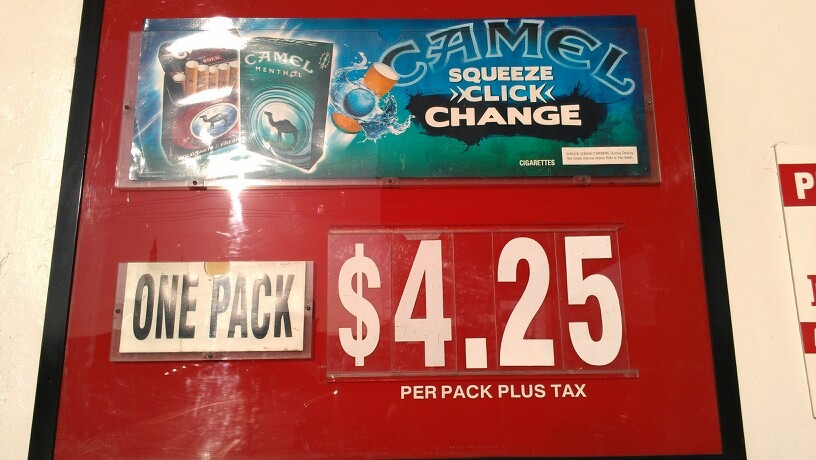 CAMEL
SQUEEZE
»CLICK«
CHANGE
CAMEL
MENTHOL
CIGARETTES
ONE PACK
$4.25
PER PACK PLUS TAX
P